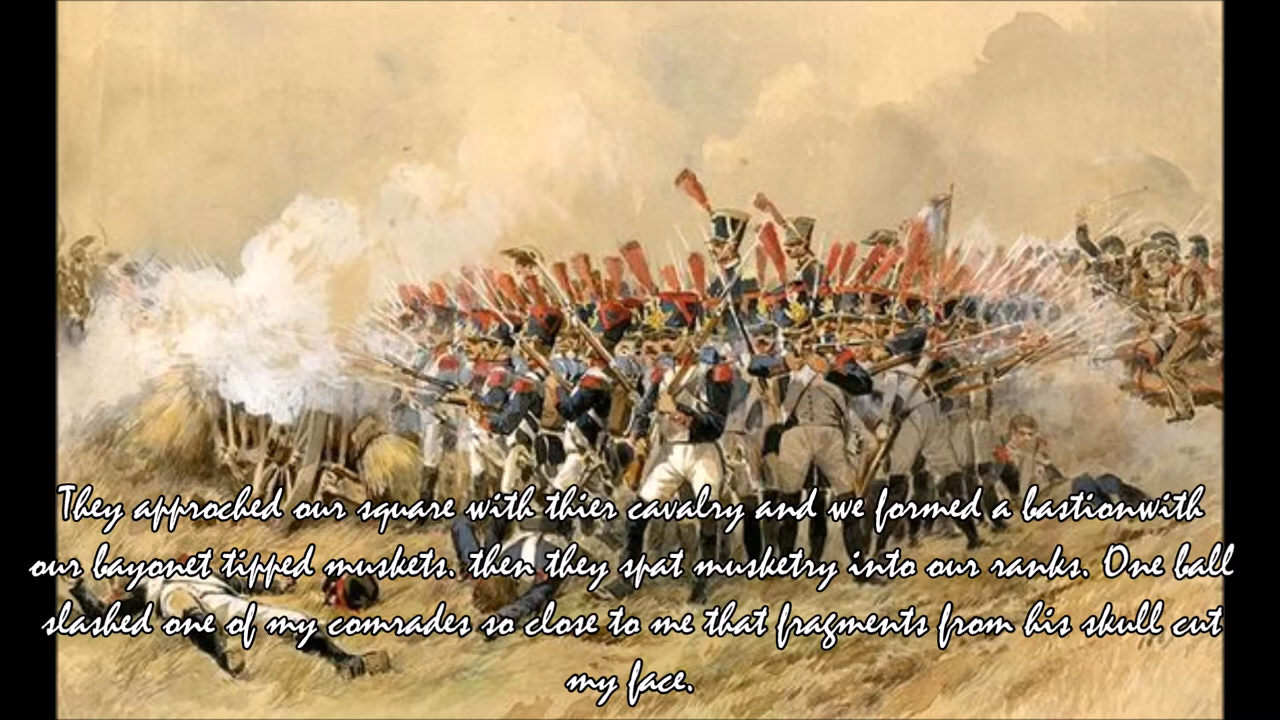 They approched our square with thier cavalry and we formed a bastionwith
our bayonet tipped muskets. then they spat musketry into our ranks. One ball
slashed one of my comrades so close to me that fragments from his skull cut
my face.